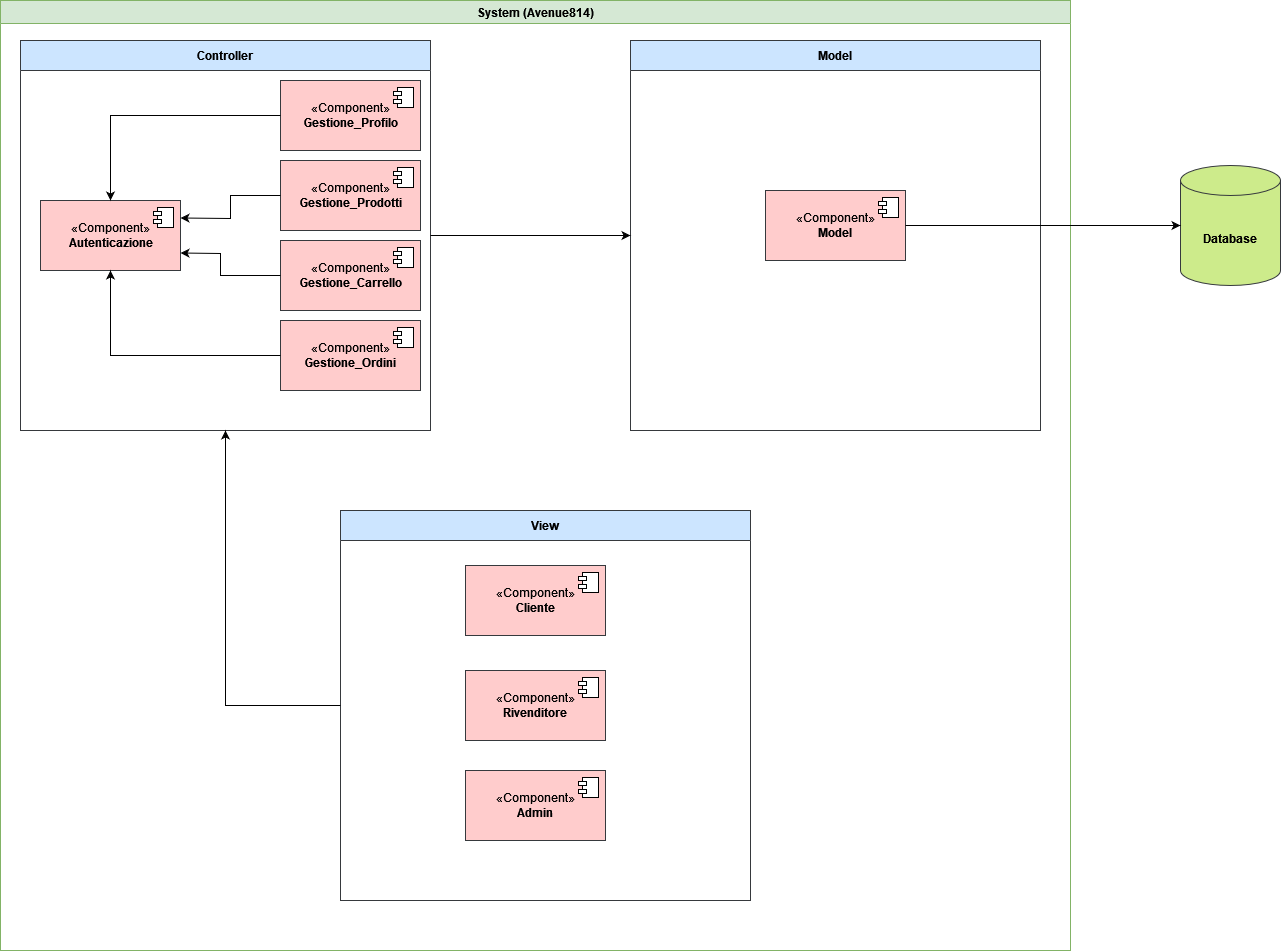 System (Avenue814)
Controller
«Component»
Gestione_Profilo
«Component»
Gestione_Prodotti
«Component»
Autenticazione
«Component»
Gestione_Carrello
«Component»
Gestione_Ordini
Model
«Component»
Model
Database
View
«Component»
Cliente
«Component»
Rivenditore
«Component»
Admin